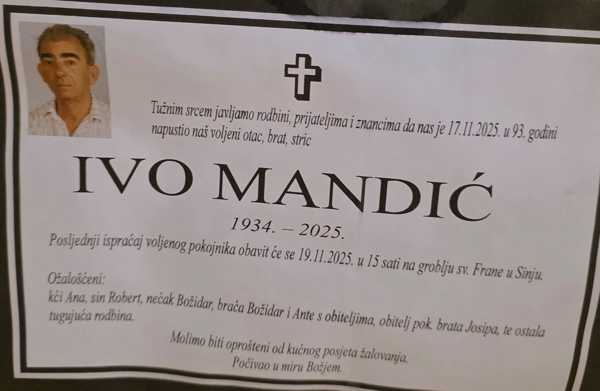 Tužnim srcem javljamo rodbini, prijateljima i znancima da nas je 17.11.2025. u 93. godini
napustio naš voljeni otac, brat, stric
IVO MANDIĆ
1934. – 2025.
Posljednji ispraćaj voljenog pokojnika obavit će se 19.11.2025. u 15 sati na groblju sv. Frane u Sinju.
Ožalošćeni:
kći Ana, sin Robert, nečak Božidar, braća Božidar i Ante s obiteljima, obitelj pok. brata Josipa, te ostala
tugujuća rodbina.
Molimo biti oprošteni od kućnog posjeta žalovanja.
Počivao u miru Božjem.